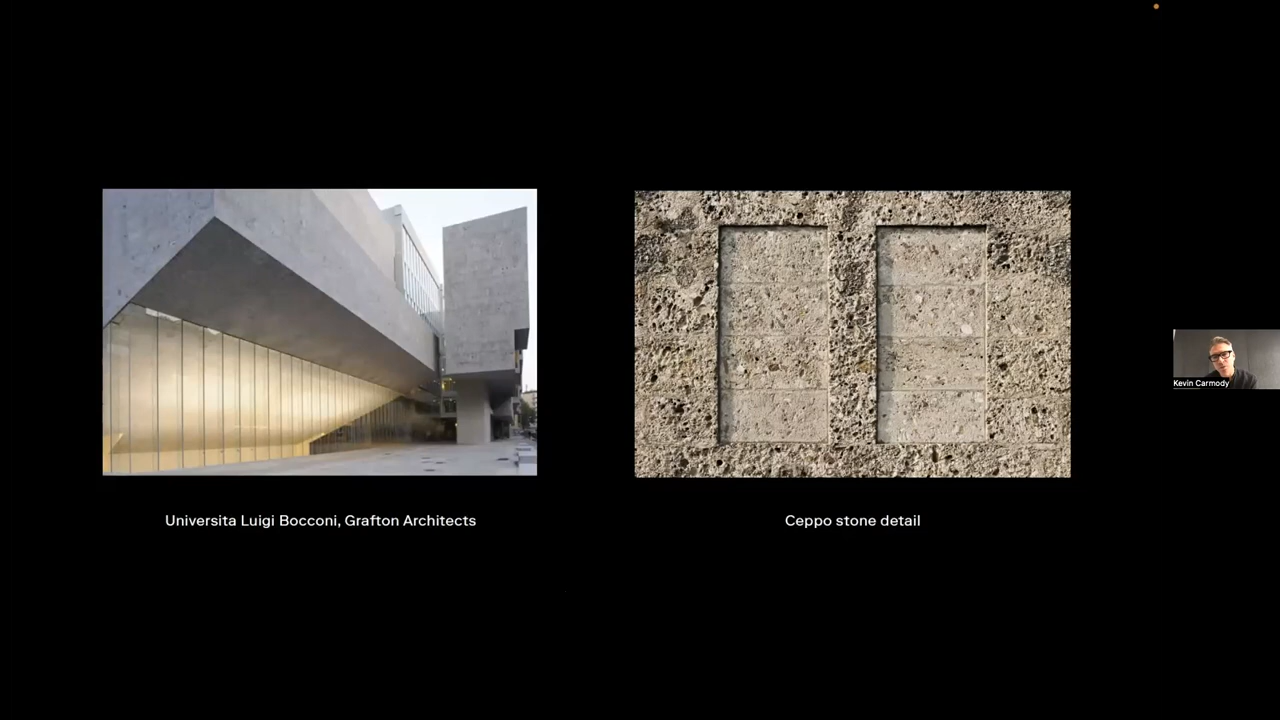 Universita Luigi Bocconi, Grafton Architects
Ceppo stone detail
Kevin Carmody